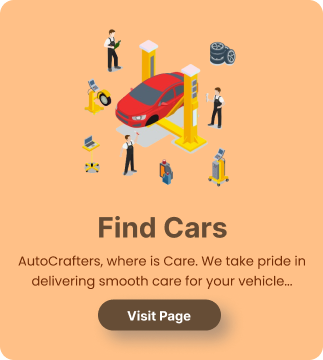 Find Cars
AutoCrafters, where is Care. We take pride in
delivering smooth care for your vehicle...
Visit Page